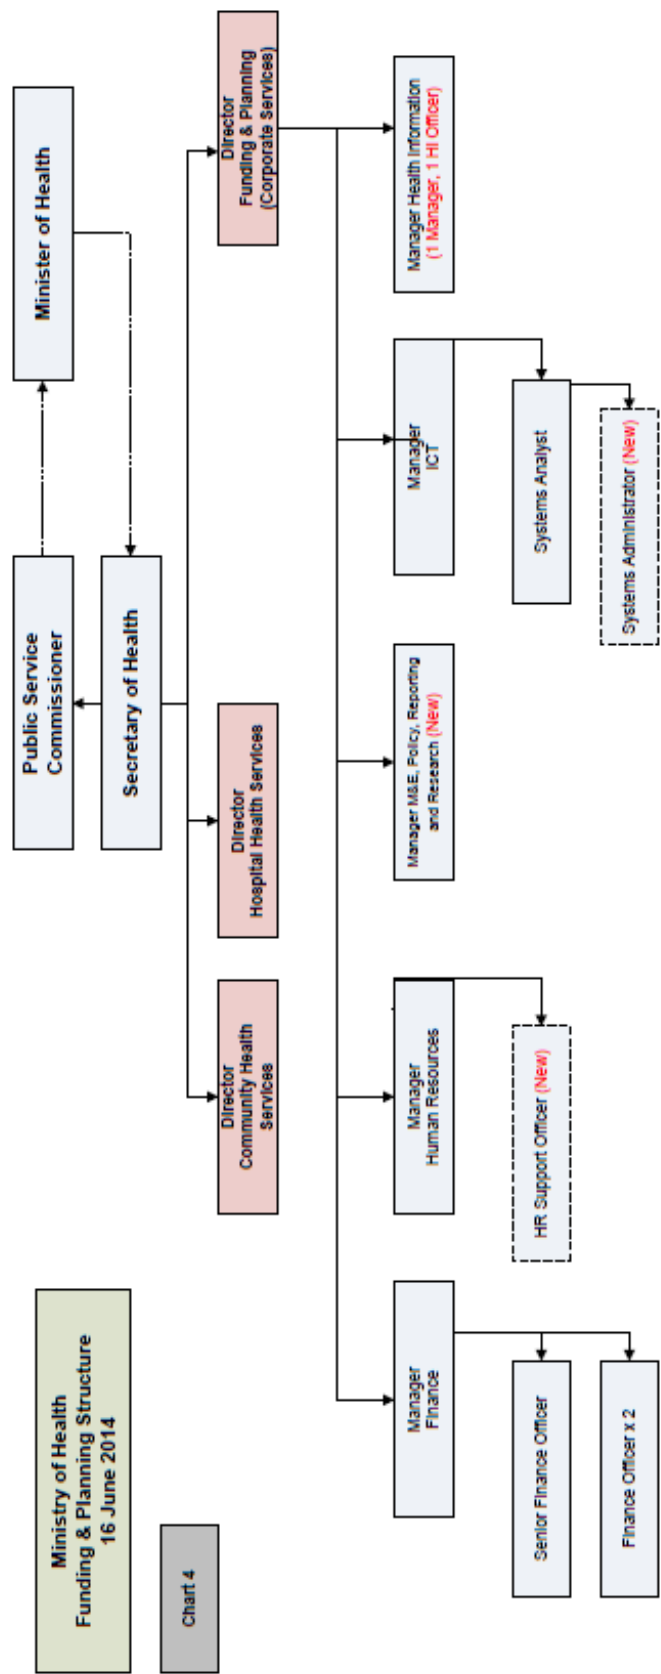 Ministry of Health
Funding & Planning Structure
16 June 2014
Chart 4
Public Service
Commissioner
Minister of Health
Secretary of Health
Director
Community Health
Services
Director
Hospital Health Services
Director
Funding & Planning
(Corporate Services)
Manager
Finance
Manager
Human Resources
Manager M&E, Policy, Reporting
and Research (New)
Manager
ICT
Manager Health Information
(1 Manager, 1 HI Officer)
Senior Finance Officer
HR Support Officer (New)
Systems Analyst
Finance Officer x 2
Systems Administrator (New)